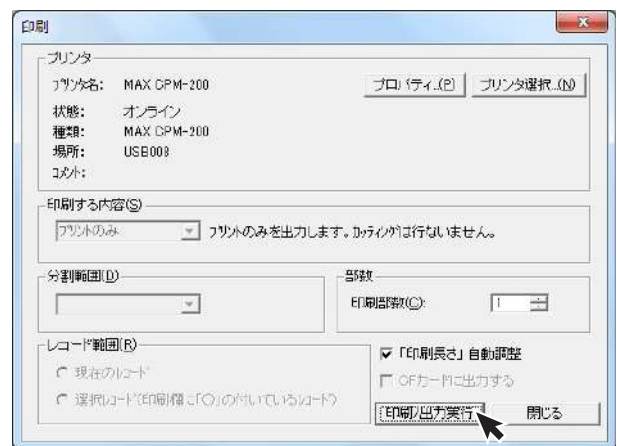 印刷
プリンタ
プリンタ名: MAX CPM-200
プロパティ..(P)
プリンタ選択..(N)
状態: オンライン
種類: MAX CPM-200
場所: USB008
コメント:
印刷する内容(S)
プリントのみ
プリントのみを出力します。カッティングは行ないません。
分割範囲(D)
部数
印刷部数(C): 1
レコード範囲(R)
現在のレコード
選択レコード(印刷欄に「○」の付いているレコード)
「印刷長さ」自動調整
CFカードに出力する
印刷/出力実行
閉じる